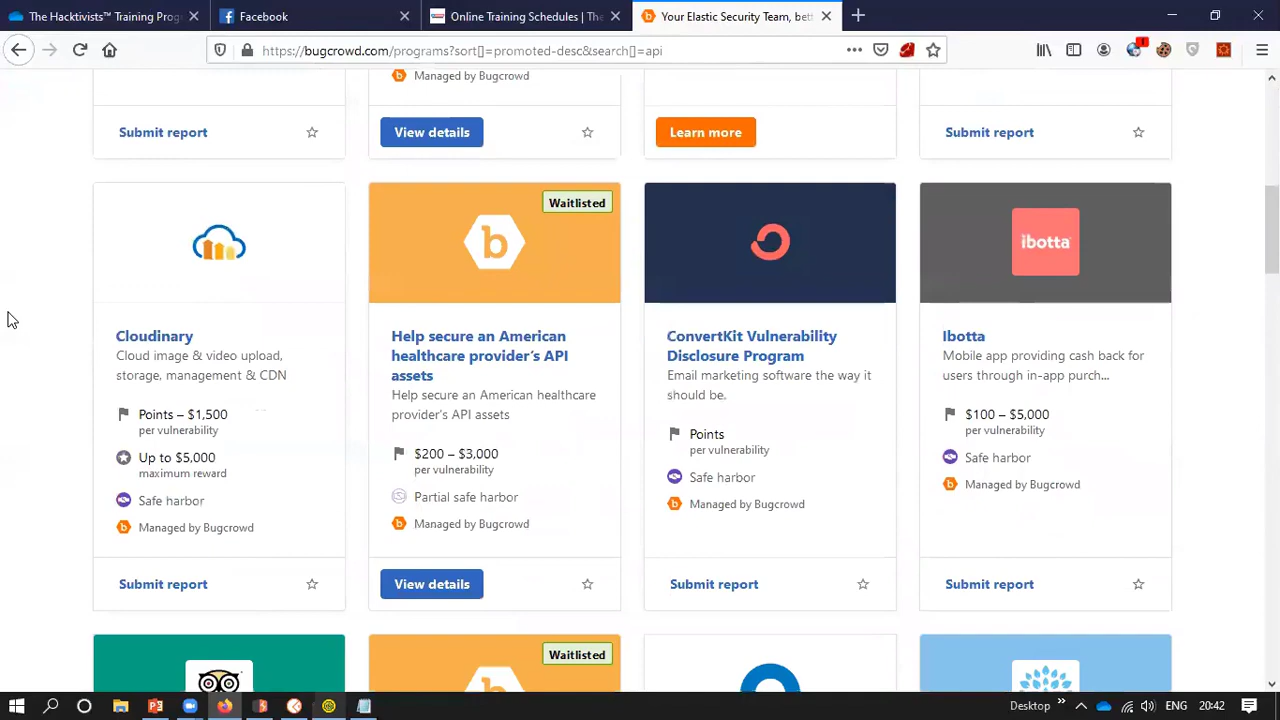 The Hacktivists™ Training Prog
Facebook
Online Training Schedules | The
Your Elastic Security Team, bett
https://bugcrowd.com/programs?sort[]=promoted-desc&search[]=api
Managed by Bugcrowd
Submit report
View details
Learn more
Submit report
Waitlisted
b
ibotta
Cloudinary
Cloud image & video upload,
storage, management & CDN
Points – $1,500
per vulnerability
Up to $5,000
maximum reward
Safe harbor
Managed by Bugcrowd
Submit report
Help secure an American
healthcare provider´s API
assets
Help secure an American healthcare
provider's API assets
$200 – $3,000
per vulnerability
Partial safe harbor
Managed by Bugcrowd
View details
ConvertKit Vulnerability
Disclosure Program
Email marketing software the way it
should be.
Points
per vulnerability
Safe harbor
Managed by Bugcrowd
Submit report
Ibotta
Mobile app providing cash back for
users through in-app purch...
$100 – $5,000
per vulnerability
Safe harbor
Managed by Bugcrowd
Submit report
Waitlisted
Desktop
ENG
20:42